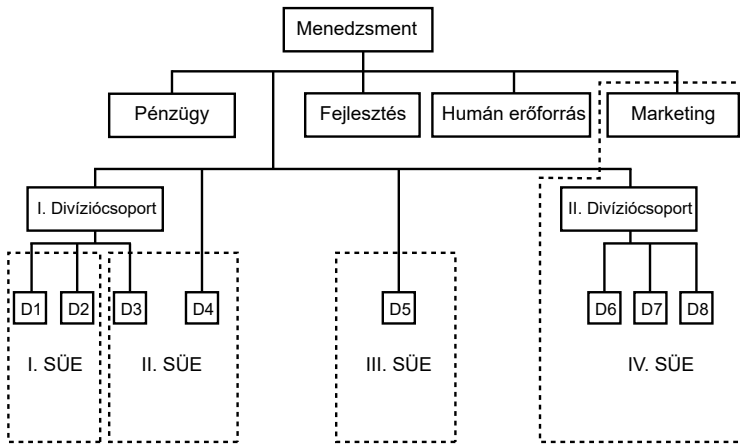 Menedzsment
Pénzügy
Fejlesztés
Humán erőforrás
Marketing
I. Divíziócsoport
II. Divíziócsoport
D1
D2
D3
D4
D5
D6
D7
D8
I. SÜE
II. SÜE
III. SÜE
IV. SÜE